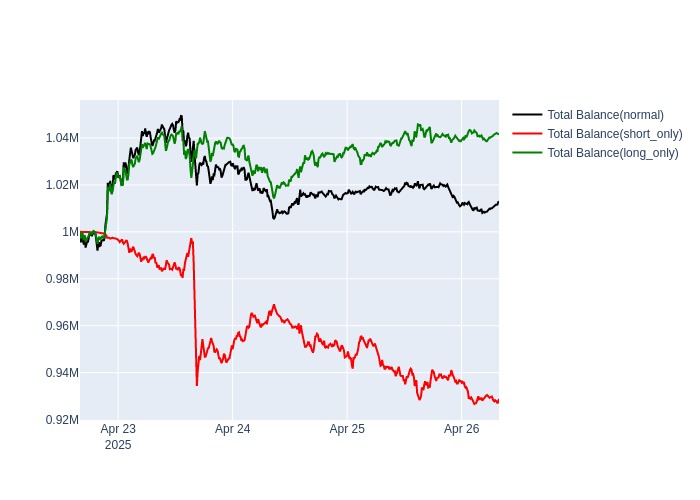 Total Balance(normal)
Total Balance(short_only)
Total Balance(long_only)
1.04M
1.02M
1M
0.98M
0.96M
0.94M
0.92M
Apr 23
2025
Apr 24
Apr 25
Apr 26